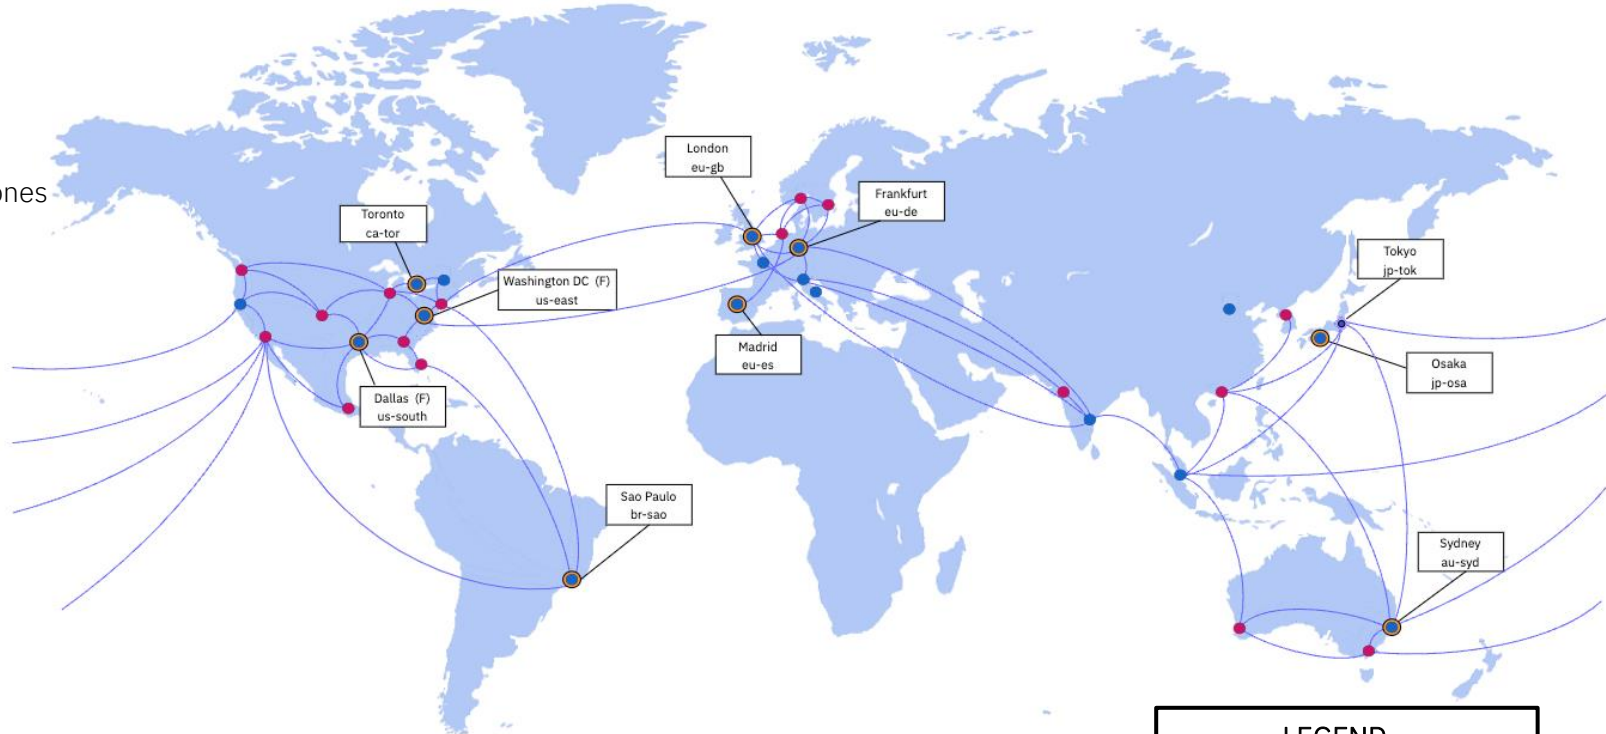 London
eu-gb
Frankfurt
eu-de
Toronto
ca-tor
Tokyo
jp-tok
Washington DC (F)
us-east
Madrid
eu-es
Osaka
jp-osa
Dallas (F)
us-south
Sao Paulo
br-sao
Sydney
au-syd
LEGEND